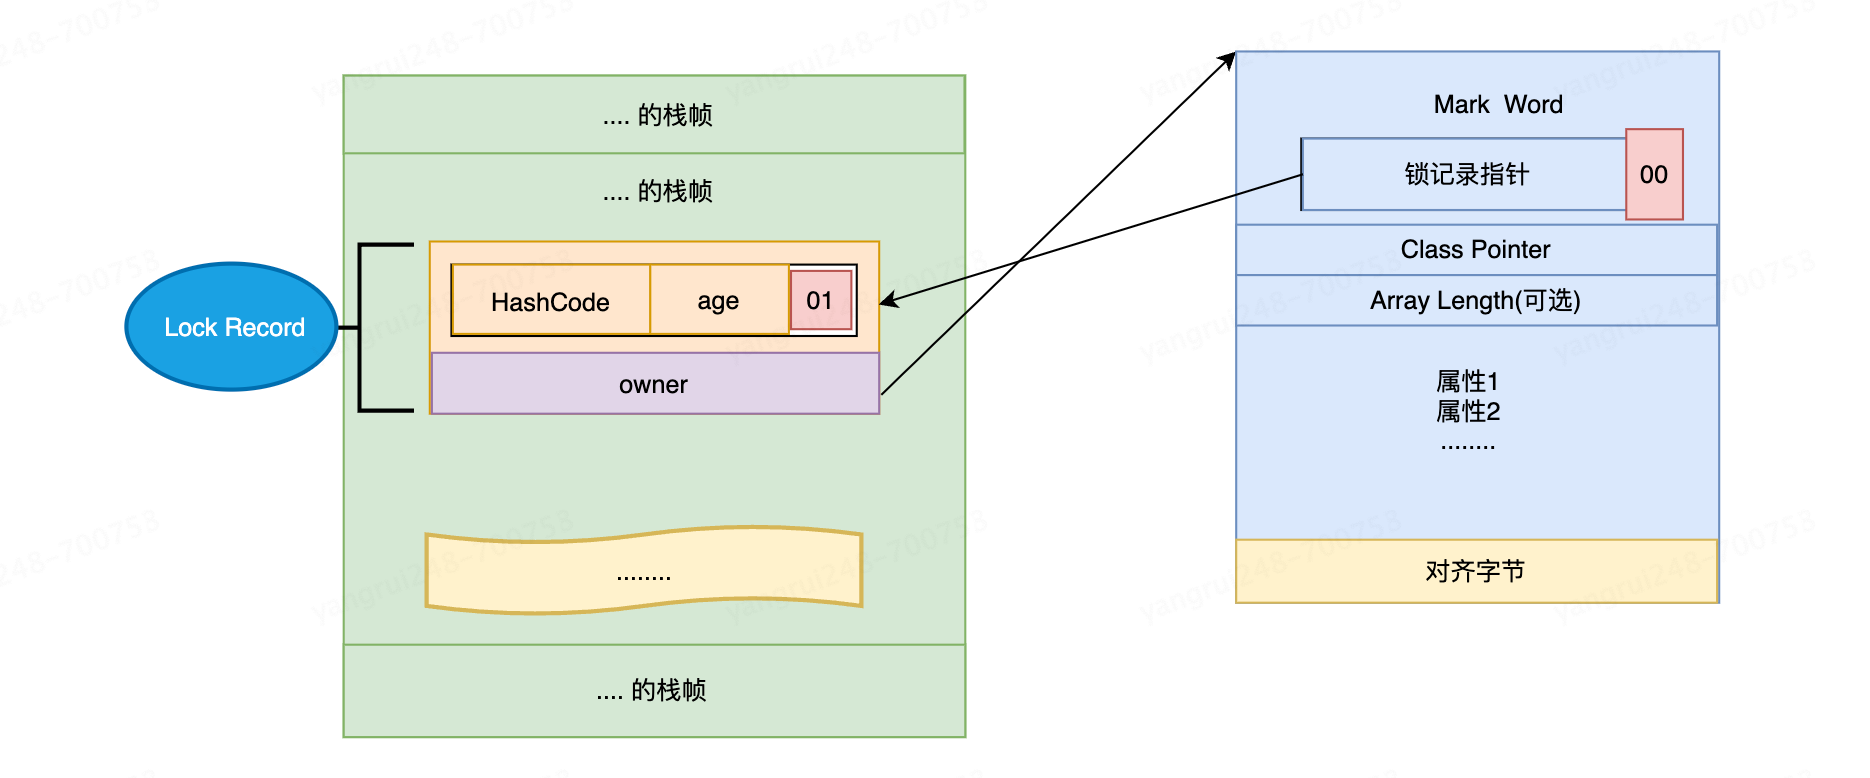 .... 的栈帧
.... 的栈帧
Lock Record
HashCode
age
01
owner
........
.... 的栈帧
Mark Word
锁记录指针
00
Class Pointer
Array Length(可选)
属性1
属性2
........
对齐字节
yangrui248-700753